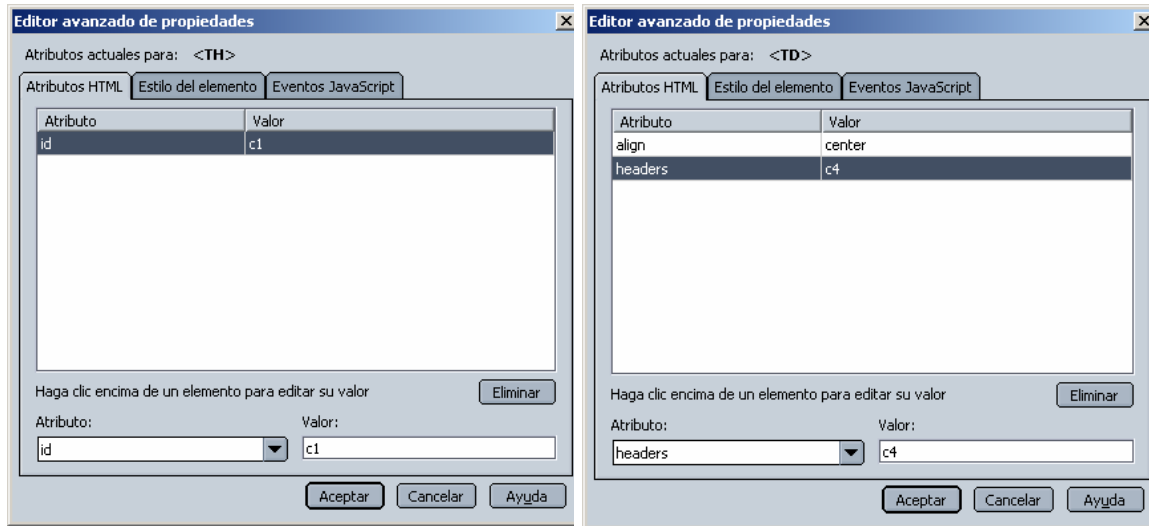 Editor avanzado de propiedades
Atributos actuales para: <TH>
Atributos HTML Estilo del elemento Eventos JavaScript
Atributo Valor
id c1
Haga clic encima de un elemento para editar su valor Eliminar
Atributo: Valor:
id c1
Aceptar Cancelar Ayuda
Editor avanzado de propiedades
Atributos actuales para: <TD>
Atributos HTML Estilo del elemento Eventos JavaScript
Atributo Valor
align center
headers c4
Haga clic encima de un elemento para editar su valor Eliminar
Atributo: Valor:
headers c4
Aceptar Cancelar Ayuda